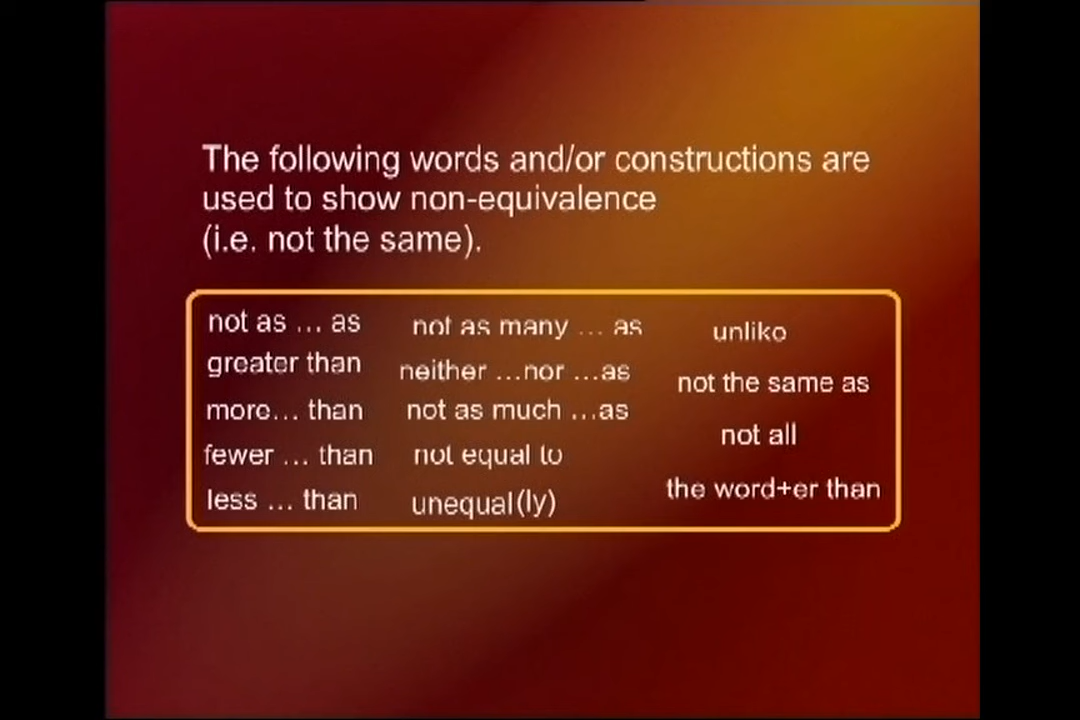 The following words and/or constructions are
used to show non-equivalence
(i.e. not the same).
not as ... as
greater than
more... than
fewer ... than
less ... than
not as many ... as
neither ...nor ...as
not as much ...as
not equal to
unequal(ly)
unlike
not the same as
not all
the word+er than